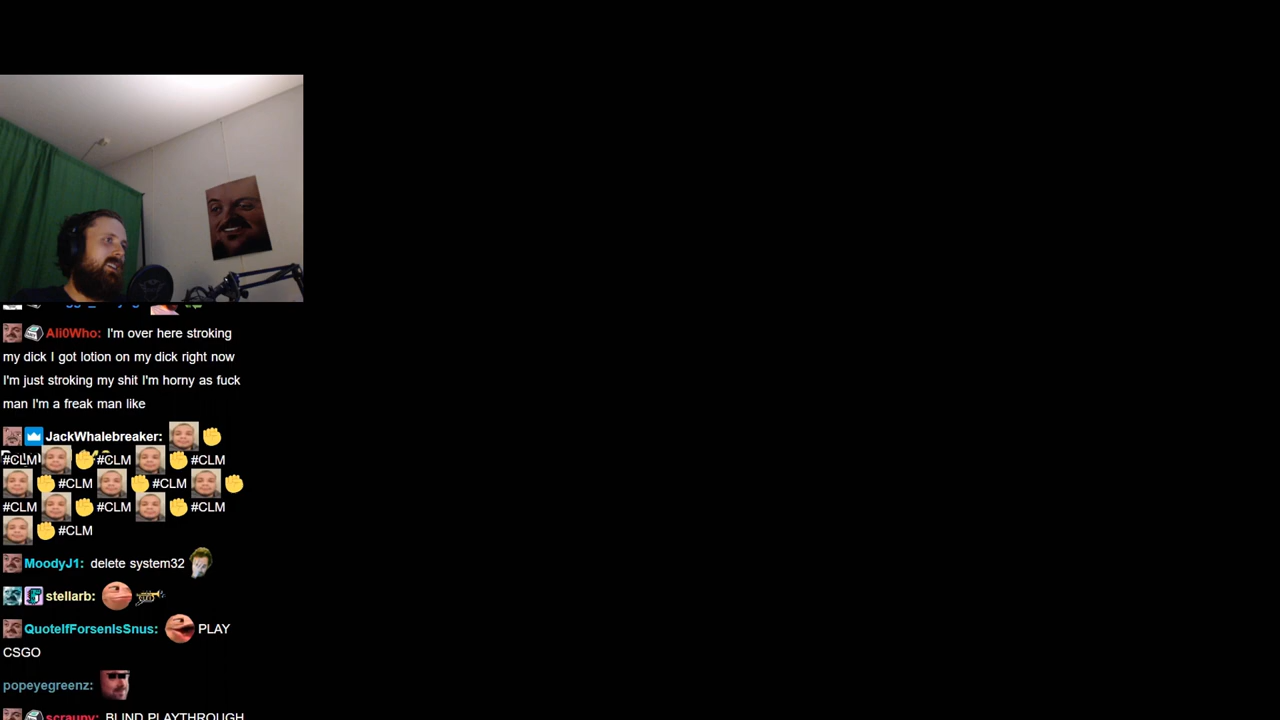 Ali0Who: I'm over here stroking
my dick I got lotion on my dick right now
I'm just stroking my shit I'm horny as fuck
man I'm a freak man like
JackWhalebreaker:
#CLM #CLM #CLM
#CLM #CLM
#CLM #CLM #CLM
#CLM
MoodyJ1: delete system32
stellarb:
QuoteIfForsenIsSnus: PLAY
CSGO
popeyegreenz:
scraupy: BLIND PLAYTHROUGH